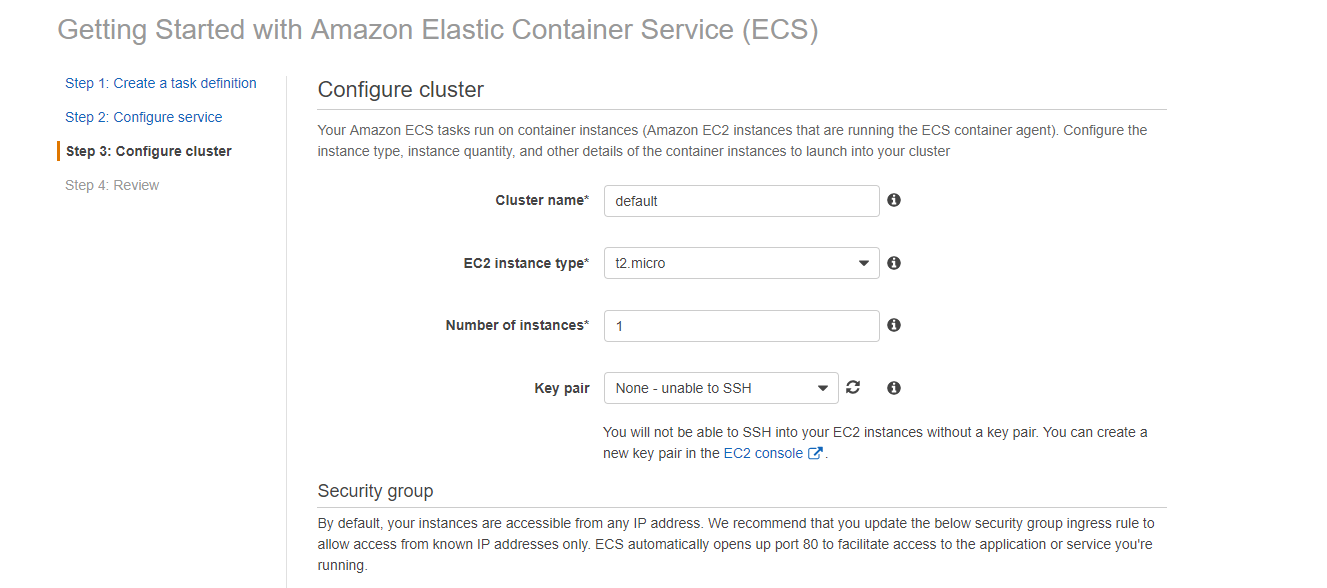 Getting Started with Amazon Elastic Container Service (ECS)
Step 1: Create a task definition
Step 2: Configure service
Step 3: Configure cluster
Step 4: Review
Configure cluster
Your Amazon ECS tasks run on container instances (Amazon EC2 instances that are running the ECS container agent). Configure the
instance type, instance quantity, and other details of the container instances to launch into your cluster
Cluster name* default
EC2 instance type* t2.micro
Number of instances* 1
Key pair None - unable to SSH
You will not be able to SSH into your EC2 instances without a key pair. You can create a
new key pair in the EC2 console .
Security group
By default, your instances are accessible from any IP address. We recommend that you update the below security group ingress rule to
allow access from known IP addresses only. ECS automatically opens up port 80 to facilitate access to the application or service you're
running.